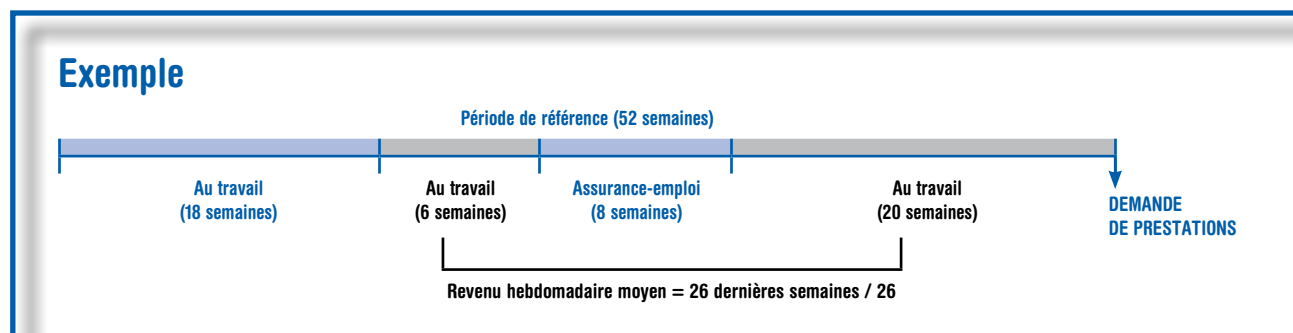 Exemple
Période de référence (52 semaines)
Au travail
(18 semaines)
Au travail
(6 semaines)
Assurance-emploi
(8 semaines)
Au travail
(20 semaines)
DEMANDE
DE PRESTATIONS
Revenu hebdomadaire moyen = 26 dernières semaines / 26